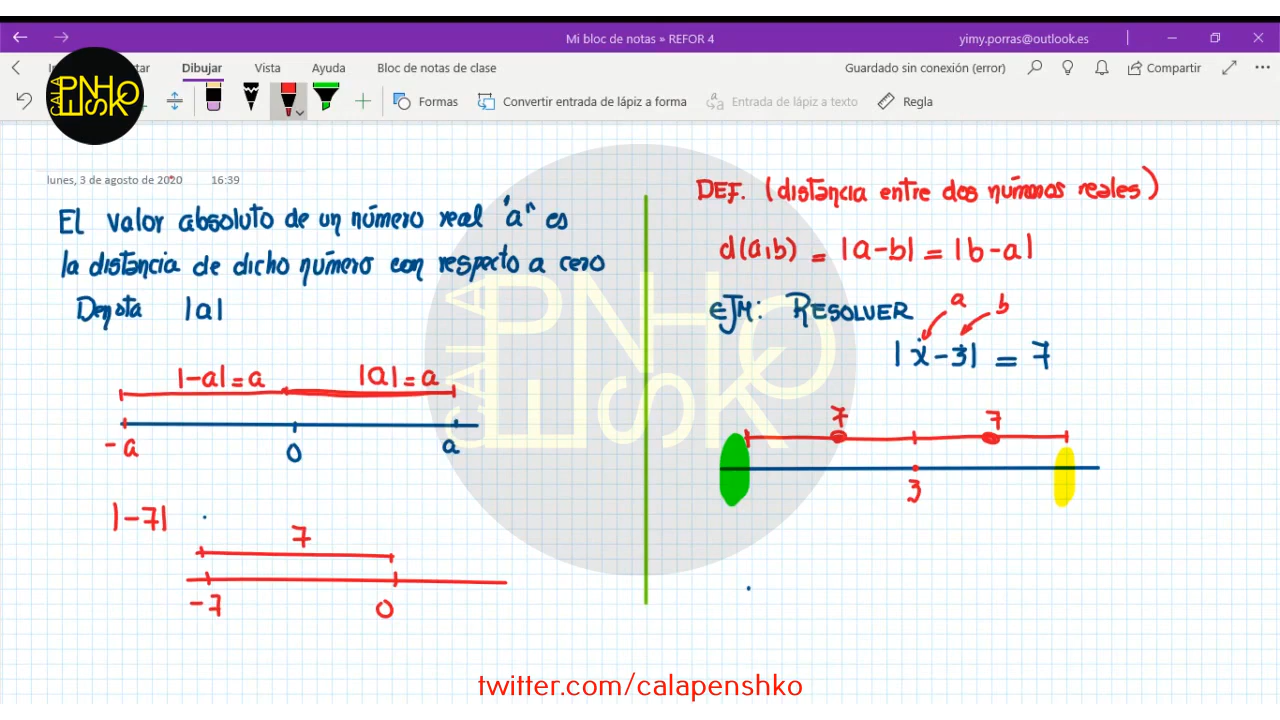 Mi bloc de notas » REFOR 4
yimy.porras@outlook.es
Dibujar Vista Ayuda Bloc de notas de clase
Guardado sin conexión (error) Compartir
Formas Convertir entrada de lápiz a forma Entrada de lápiz a texto Regla
CALA
PENSHKO
lunes, 3 de agosto de 2020 16:39
El valor absoluto de un número real "a" es
la distancia de dicho número con respecto a cero
Denota |a|
|-a| = a |a| = a
-a 0 a
|-7|
7
-7 0
DEF. (distancia entre dos números reales)
d(a,b) = |a-b| = |b-a|
EJM: RESOLVER a b
|x-3| = 7
7 7
3
twitter.com/calapenshko